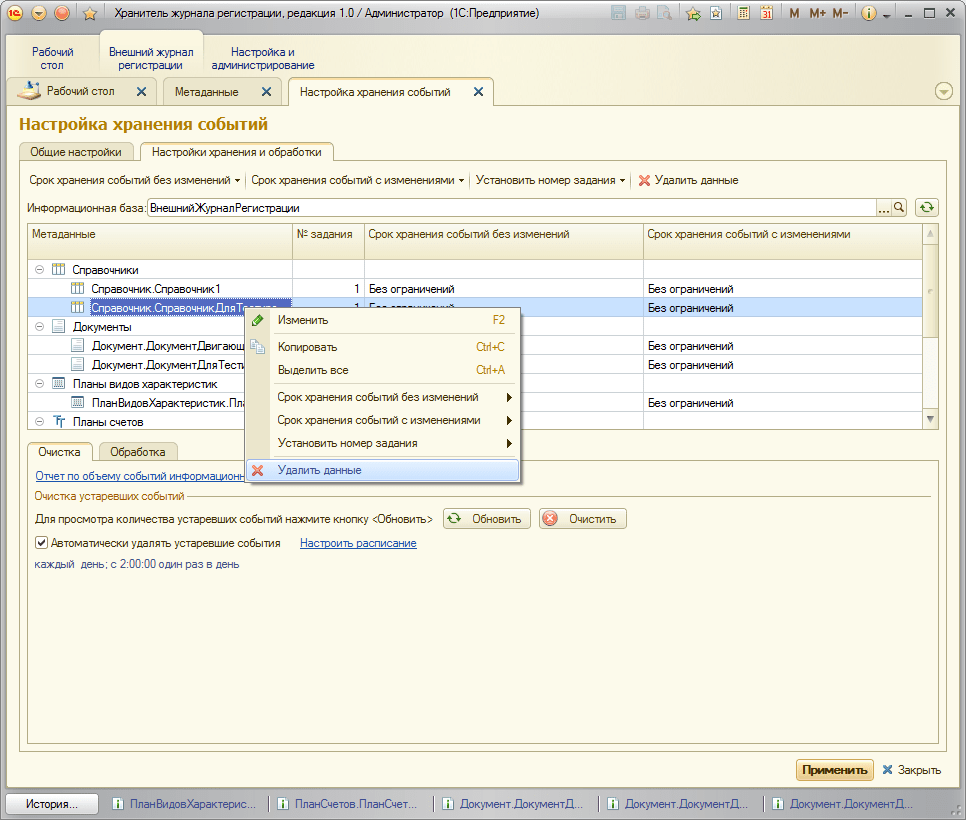 Хранитель журнала регистрации, редакция 1.0 / Администратор (1С:Предприятие)
M M+ M-
Рабочий стол
Внешний журнал регистрации
Настройка и администрирование
Рабочий стол
Метаданные
Настройка хранения событий
Настройка хранения событий
Общие настройки
Настройки хранения и обработки
Срок хранения событий без изменений
Срок хранения событий с изменениями
Установить номер задания
Удалить данные
Информационная база: ВнешнийЖурналРегистрации ...
Метаданные
№ задания
Срок хранения событий без изменений
Срок хранения событий с изменениями
Справочники
Справочник.Справочник1 1 Без ограничений Без ограничений
Справочник.СправочникДляТестиро 1 Без ограничений Без ограничений
Документы
Документ.ДокументДвигающ Без ограничений
Документ.ДокументДляТести Без ограничений
Планы видов характеристик
ПланВидовХарактеристик.Пла Без ограничений
Планы счетов
Изменить F2
Копировать Ctrl+C
Выделить все Ctrl+A
Срок хранения событий без изменений
Срок хранения событий с изменениями
Установить номер задания
Удалить данные
Очистка
Обработка
Отчет по объему событий информационн
Очистка устаревших событий
Для просмотра количества устаревших событий нажмите кнопку <Обновить>
Обновить
Очистить
Автоматически удалять устаревшие события
Настроить расписание
каждый день; с 2:00:00 один раз в день
Применить
Закрыть
История...
ПланВидовХарактерис...
ПланСчетов.ПланСчет...
Документ.ДокументД...
Документ.ДокументД...
Документ.ДокументД...